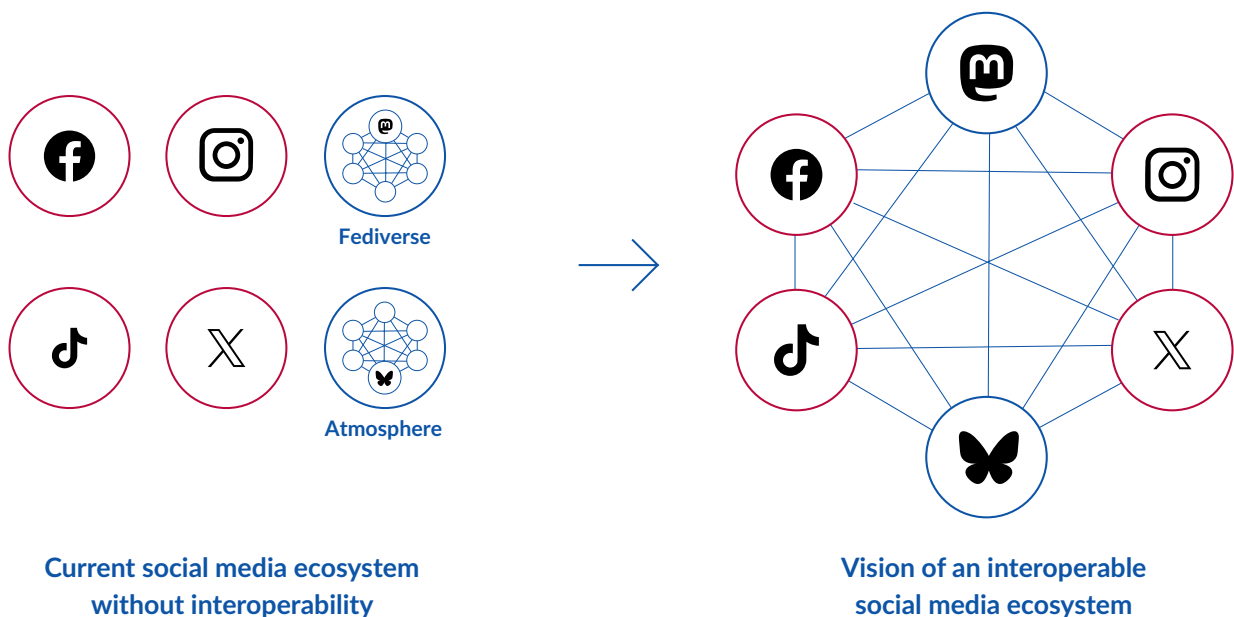 Fediverse
Atmosphere
Current social media ecosystem
without interoperability
Vision of an interoperable
social media ecosystem